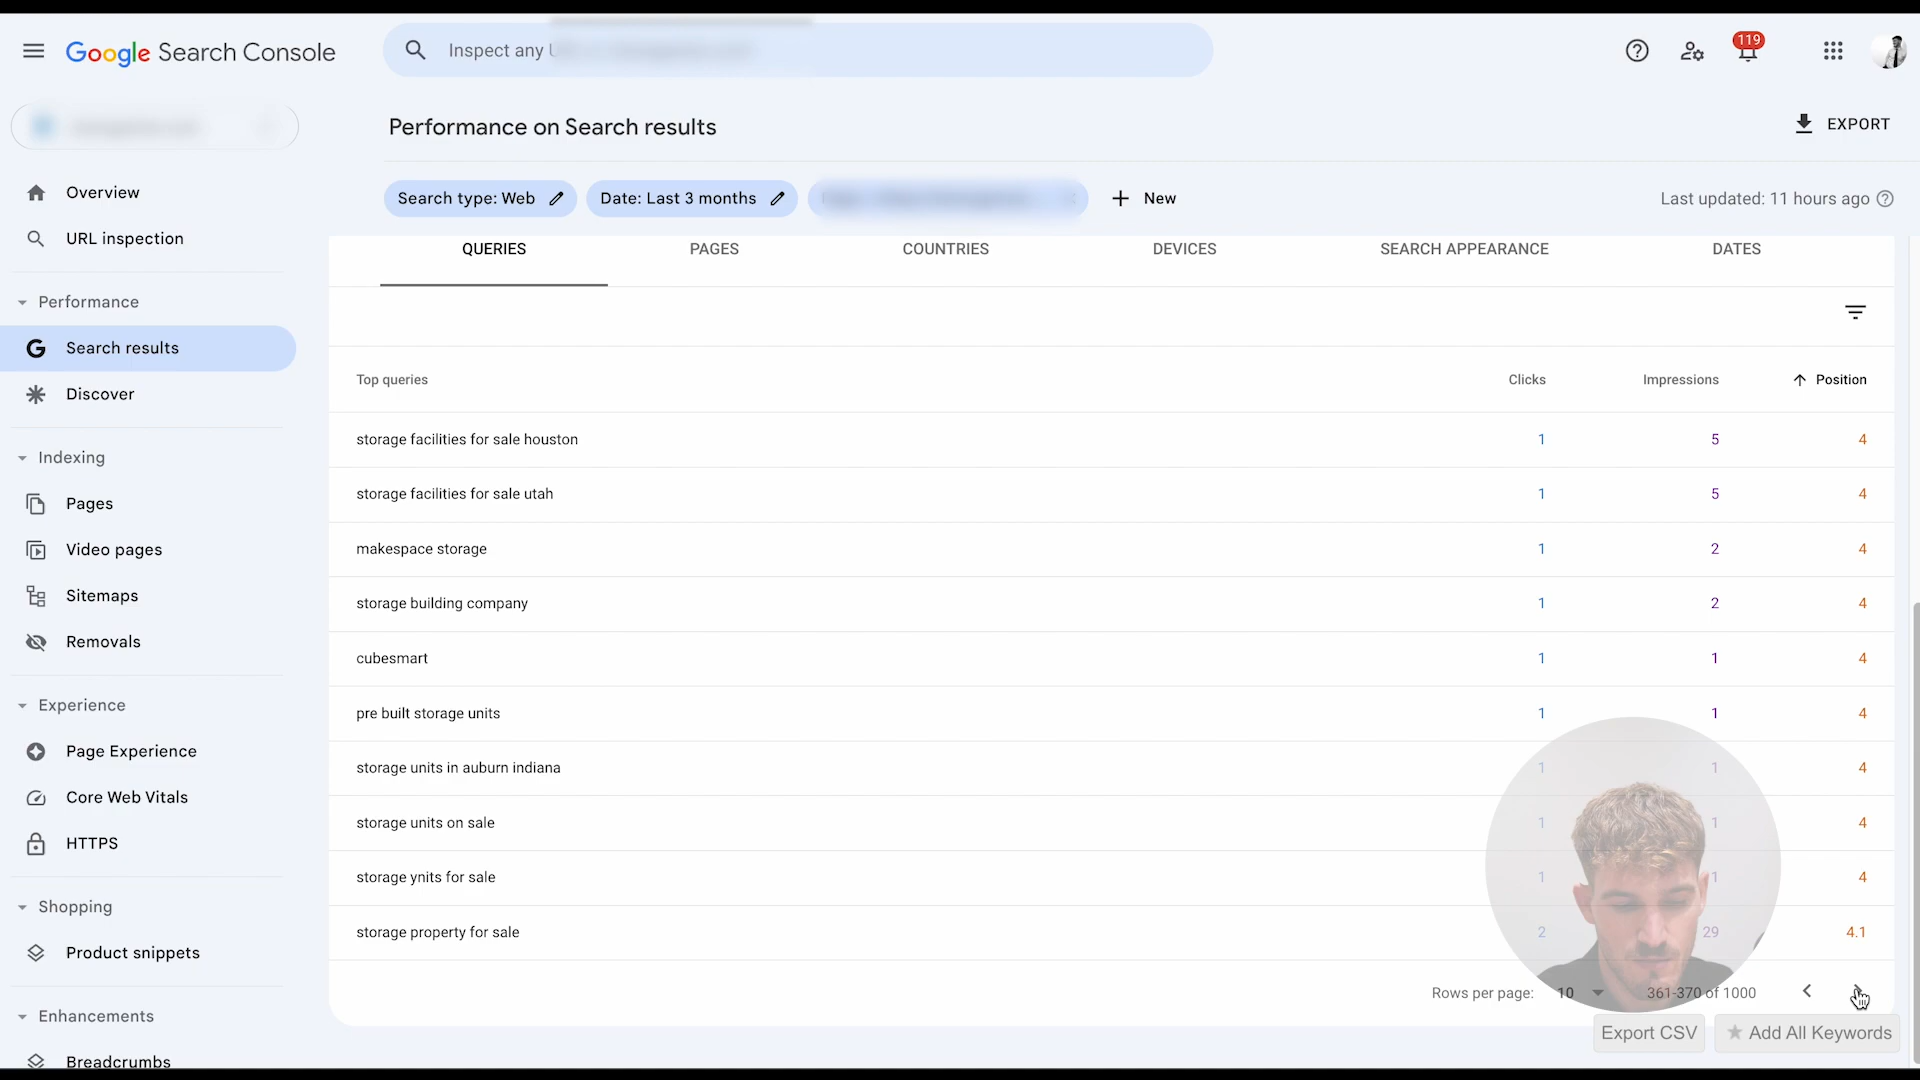 Google Search Console
Inspect any
119
Performance on Search results
EXPORT
Overview
Search type: Web
Date: Last 3 months
New
Last updated: 11 hours ago
URL inspection
QUERIES
PAGES
COUNTRIES
DEVICES
SEARCH APPEARANCE
DATES
Performance
Search results
Discover
Top queries
Clicks
Impressions
Position
storage facilities for sale houston 1 5 4
storage facilities for sale utah 1 5 4
makespace storage 1 2 4
storage building company 1 2 4
cubesmart 1 1 4
pre built storage units 1 1 4
storage units in auburn indiana 1 1 4
storage units on sale 1 1 4
storage ynits for sale 1 1 4
storage property for sale 2 29 4.1
Rows per page: 10 361-370 of 1000
Export CSV
Add All Keywords
Indexing
Pages
Video pages
Sitemaps
Removals
Experience
Page Experience
Core Web Vitals
HTTPS
Shopping
Product snippets
Enhancements
Breadcrumbs